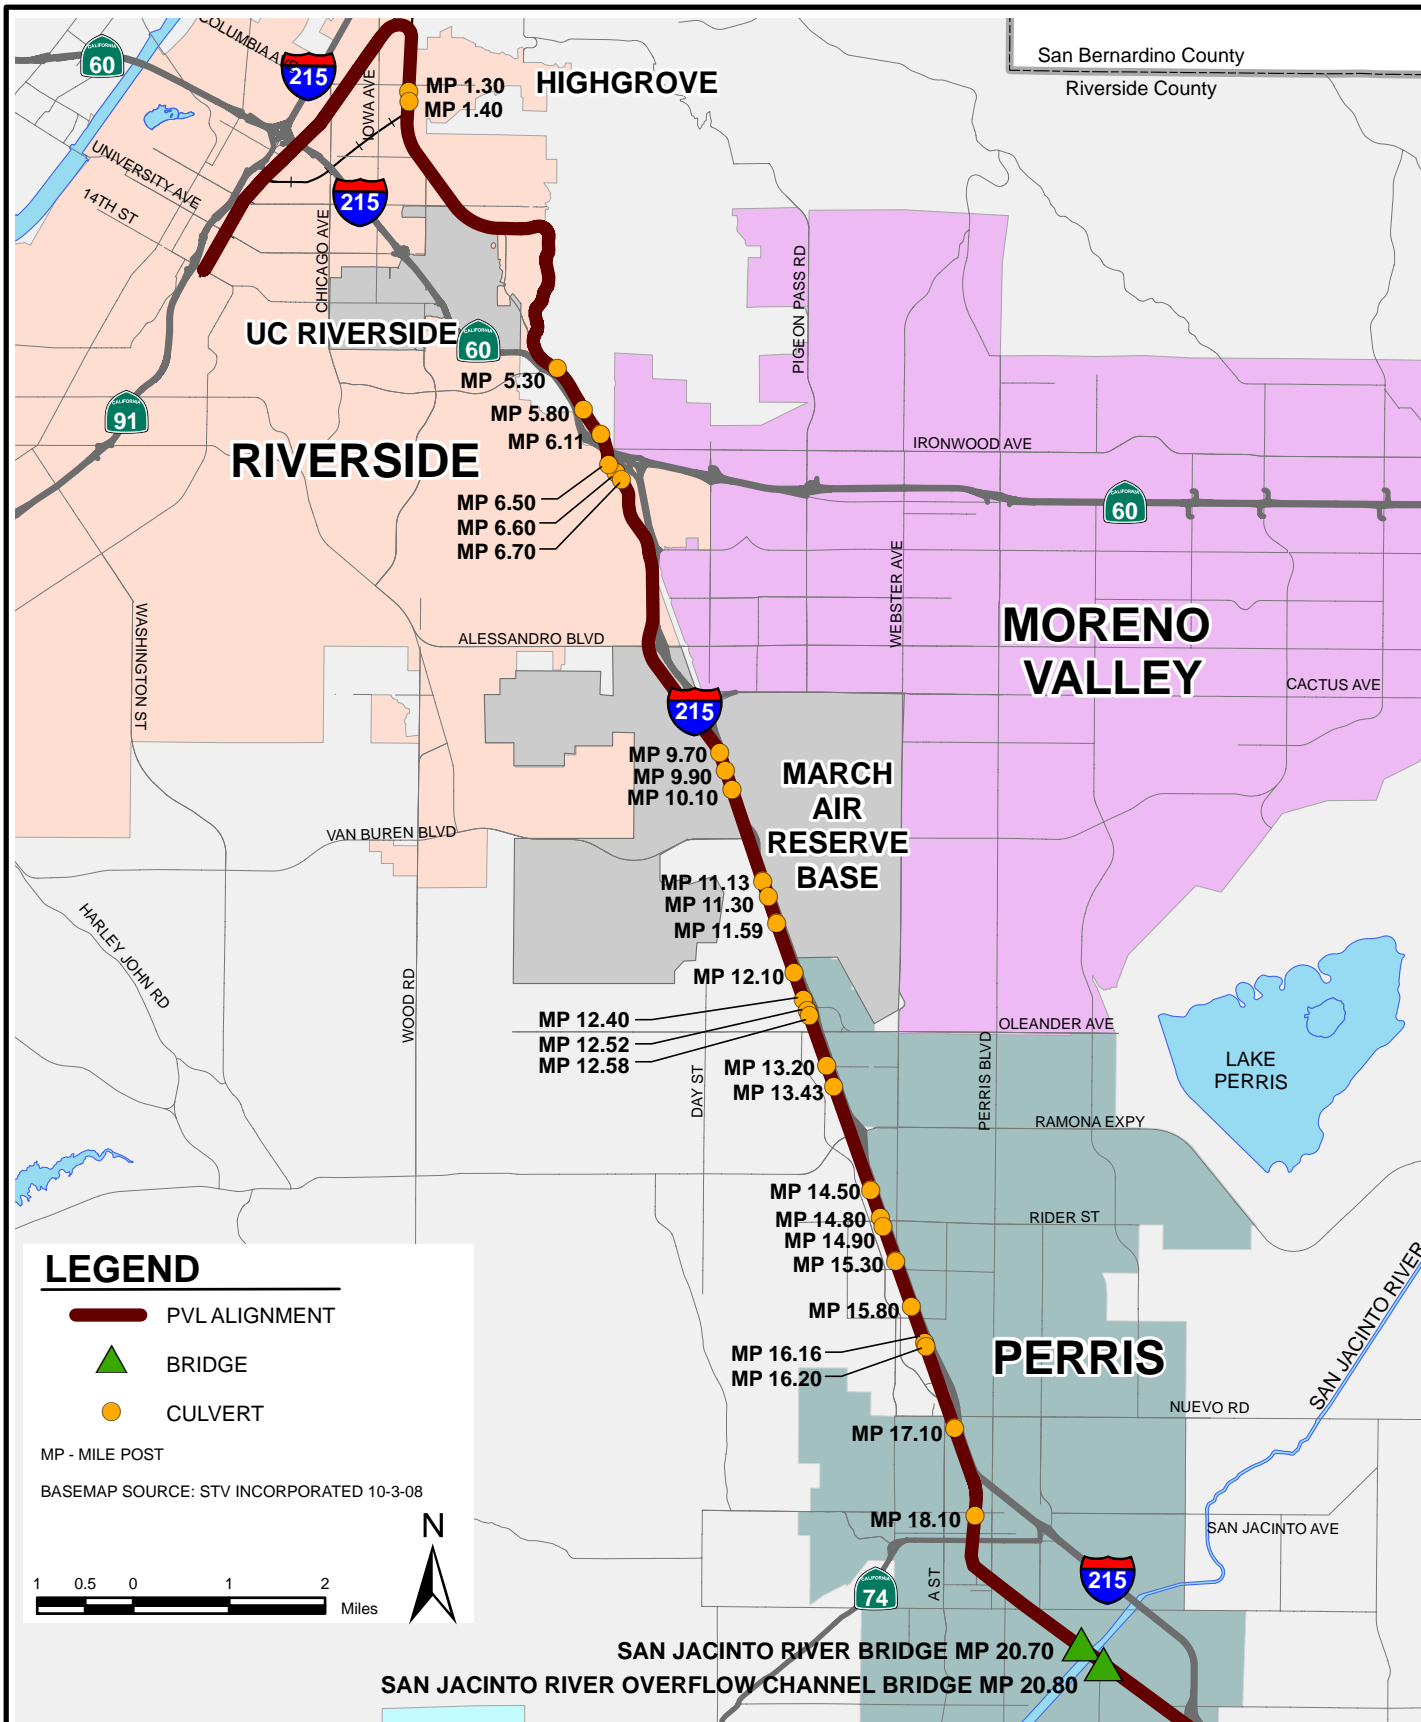 San Bernardino County
Riverside County
COLUMBIA AVE
60
215
HIGHGROVE
MP 1.30
MP 1.40
IOWA AVE
UNIVERSITY AVE
14TH ST
215
CHICAGO AVE
PIGEON PASS RD
UC RIVERSIDE
CALIFORNIA
60
MP 5.30
CALIFORNIA
91
MP 5.80
MP 6.11
IRONWOOD AVE
RIVERSIDE
MP 6.50
MP 6.60
MP 6.70
CALIFORNIA
60
WEBSTER AVE
MORENO
VALLEY
WASHINGTON ST
ALESSANDRO BLVD
CACTUS AVE
215
MP 9.70
MP 9.90
MP 10.10
MARCH
AIR
RESERVE
BASE
VAN BUREN BLVD
MP 11.13
MP 11.30
MP 11.59
HARLEY JOHN RD
WOOD RD
MP 12.10
MP 12.40
MP 12.52
MP 12.58
OLEANDER AVE
LAKE
PERRIS
MP 13.20
MP 13.43
DAY ST
PERRIS BLVD
RAMONA EXPY
MP 14.50
MP 14.80
MP 14.90
MP 15.30
RIDER ST
MP 15.80
MP 16.16
MP 16.20
PERRIS
SAN JACINTO RIVER
NUEVO RD
MP 17.10
MP 18.10
SAN JACINTO AVE
215
CALIFORNIA
74
A ST
SAN JACINTO RIVER BRIDGE MP 20.70
SAN JACINTO RIVER OVERFLOW CHANNEL BRIDGE MP 20.80
LEGEND
PVL ALIGNMENT
BRIDGE
CULVERT
MP - MILE POST
BASEMAP SOURCE: STV INCORPORATED 10-3-08
N
1 0.5 0 1 2
Miles